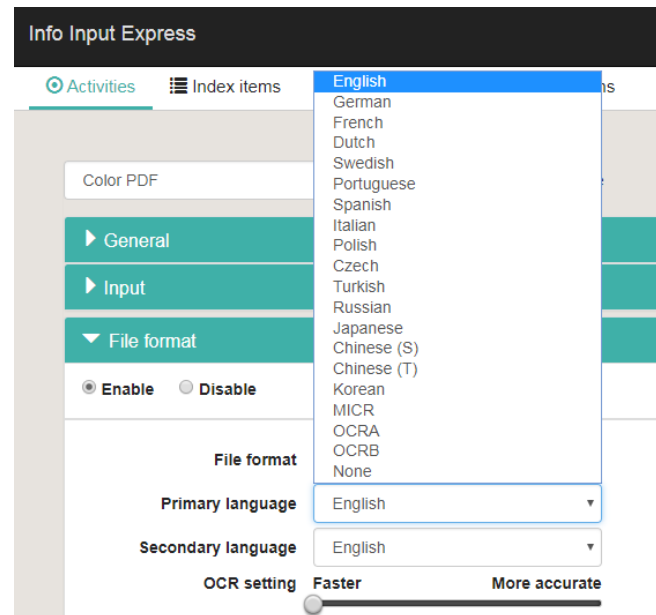 Info Input Express
Activities Index items ns
Color PDF
General
Input
File format
Enable Disable
File format
English
German
French
Dutch
Swedish
Portuguese
Spanish
Italian
Polish
Czech
Turkish
Russian
Japanese
Chinese (S)
Chinese (T)
Korean
MICR
OCRA
OCRB
None
Primary language English
Secondary language English
OCR setting Faster More accurate